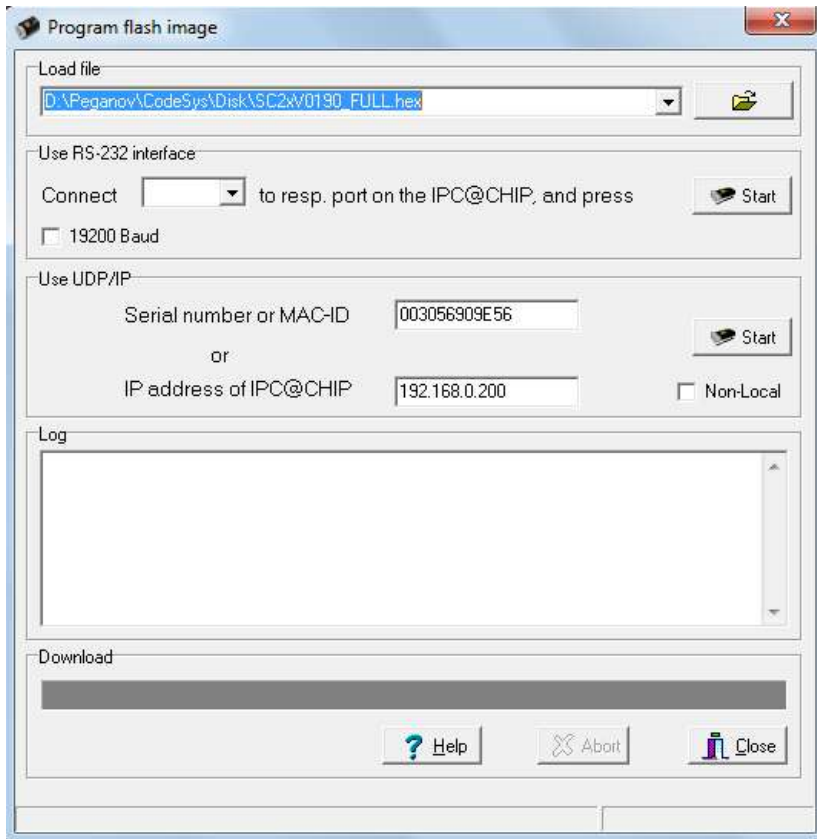 Program flash image
Load file
D:\Peganov\CodeSys\Disk\SC2xV0190_FULL.hex
Use RS-232 interface
Connect to resp. port on the IPC@CHIP, and press Start
19200 Baud
Use UDP/IP
Serial number or MAC-ID 003056909E56
Start
or
IP address of IPC@CHIP 192.168.0.200 Non-Local
Log
Download
Help Abort Close